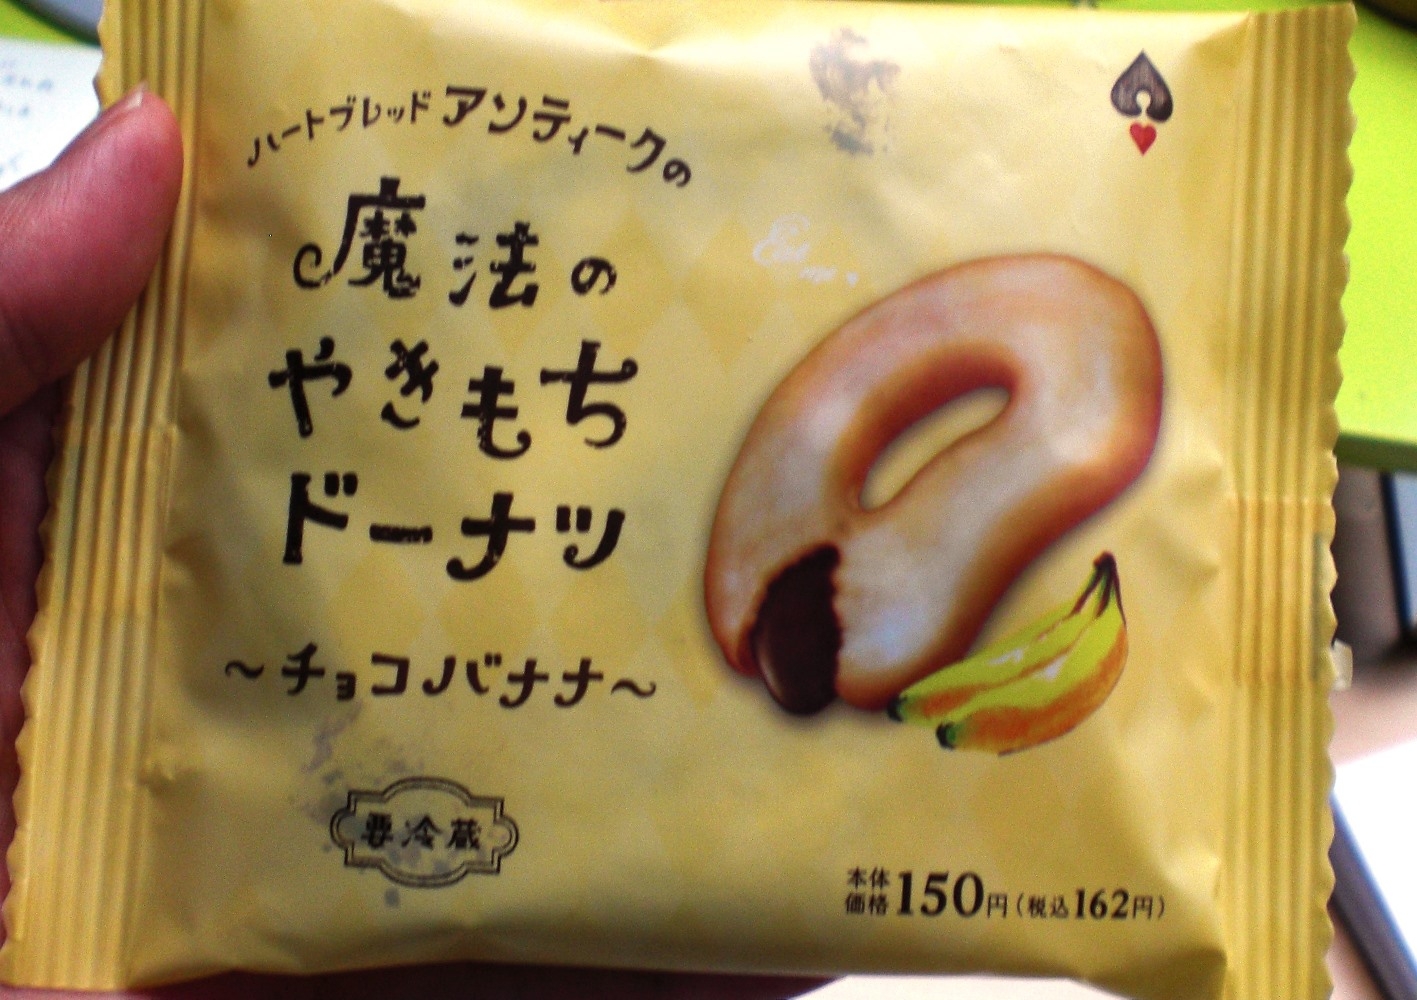 ハートブレッドアンティークの
魔法の
やきもち
ドーナツ
~チョコバナナ~
要冷蔵
本体価格150円(税込162円)